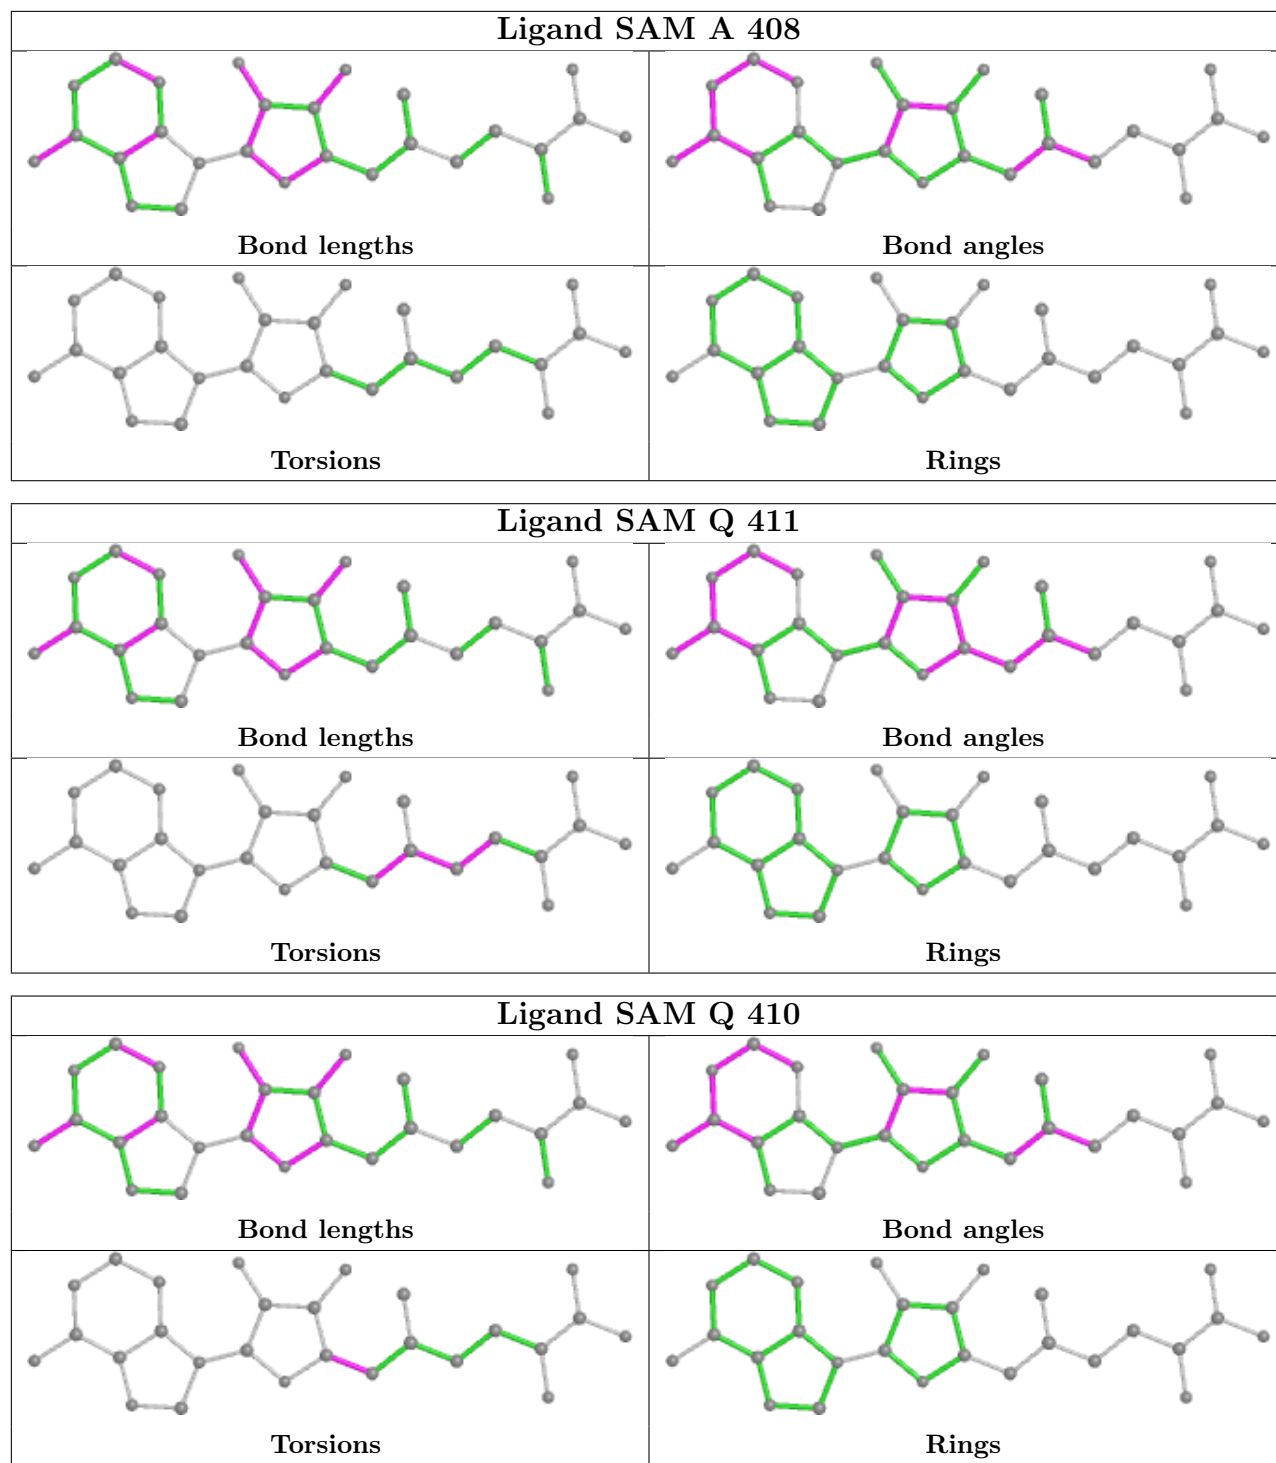 Ligand SAM A 408
Bond lengths
Bond angles
Torsions
Rings
Ligand SAM Q 411
Bond lengths
Bond angles
Torsions
Rings
Ligand SAM Q 410
Bond lengths
Bond angles
Torsions
Rings